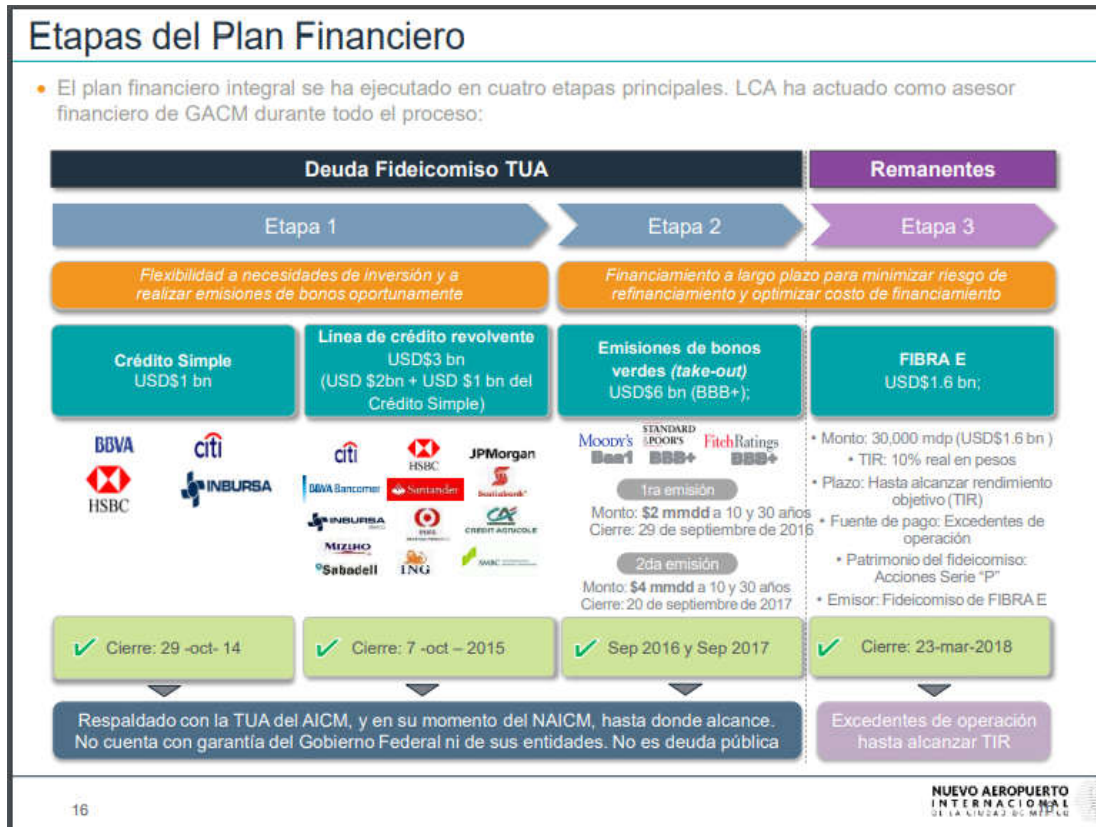 Etapas del Plan Financiero
• El plan financiero integral se ha ejecutado en cuatro etapas principales. LCA ha actuado como asesor
financiero de GACM durante todo el proceso:
Deuda Fideicomiso TUA
Remanentes
Etapa 1
Etapa 2
Etapa 3
Flexibilidad a necesidades de inversión y a
realizar emisiones de bonos oportunamente
Financiamiento a largo plazo para minimizar riesgo de
refinanciamiento y optimizar costo de financiamiento
Crédito Simple
USD$1 bn
Línea de crédito revolvente
USD$3 bn
(USD $2bn + USD $1 bn del
Crédito Simple)
Emisiones de bonos
verdes (take-out)
USD$6 bn (BBB+);
FIBRA E
USD$1.6 bn;
BBVA
citi
HSBC
INBURSA
citi
HSBC
JPMorgan
BBVA Bancomer
Santander
Scotiabank
INBURSA
CRÉDIT AGRICOLE
MIZUHO
Sabadell
ING
SMBC
MOODY'S
STANDARD
&POOR'S
FitchRatings
Baa1
BBB+
BBB+
1ra emisión
Monto: $2 mmdd a 10 y 30 años
Cierre: 29 de septiembre de 2016
2da emisión
Monto: $4 mmdd a 10 y 30 años
Cierre: 20 de septiembre de 2017
• Monto: 30,000 mdp (USD$1.6 bn )
• TIR: 10% real en pesos
• Plazo: Hasta alcanzar rendimiento
objetivo (TIR)
• Fuente de pago: Excedentes de
operación
• Patrimonio del fideicomiso:
Acciones Serie "P"
• Emisor: Fideicomiso de FIBRA E
Cierre: 29 -oct- 14
Cierre: 7 -oct – 2015
Sep 2016 y Sep 2017
Cierre: 23-mar-2018
Respaldado con la TUA del AICM, y en su momento del NAICM, hasta donde alcance.
No cuenta con garantía del Gobierno Federal ni de sus entidades. No es deuda pública
Excedentes de operación
hasta alcanzar TIR
16
NUEVO AEROPUERTO
INTERNACIONAL
DE LA CIUDAD DE MÉXICO